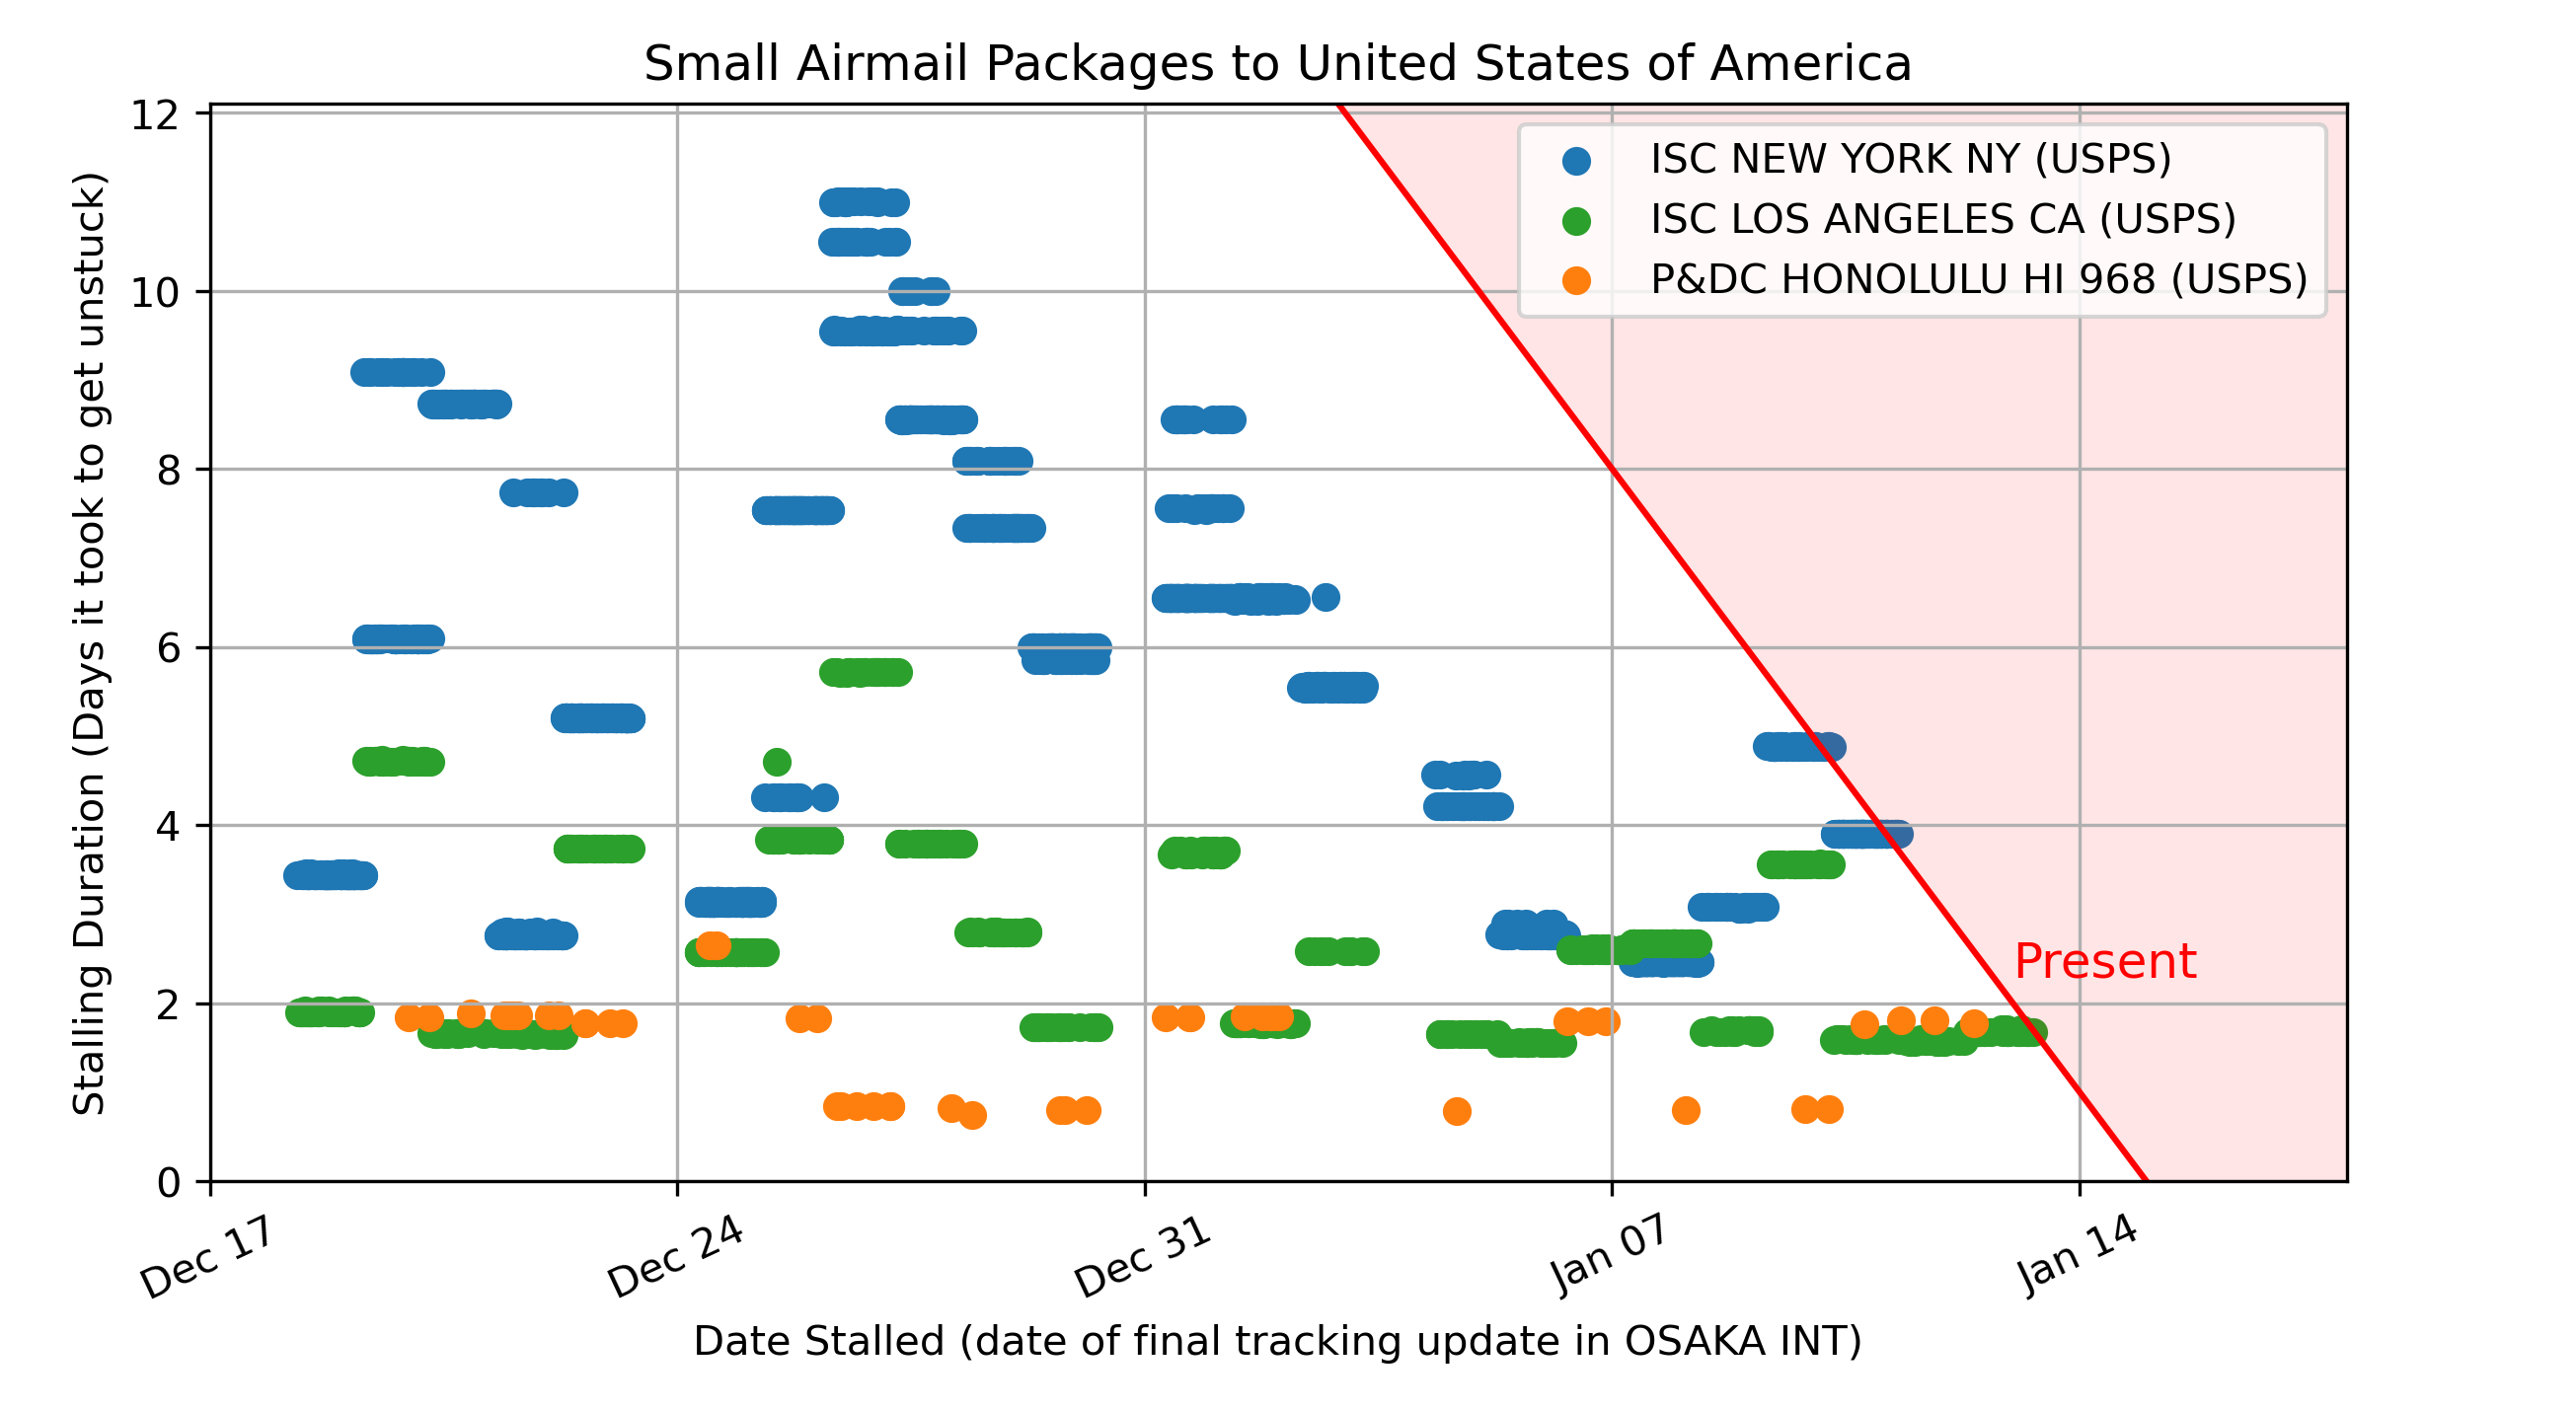 Small Airmail Packages to United States of America
Stalling Duration (Days it took to get unstuck)
12
10
8
6
4
2
0
ISC NEW YORK NY (USPS)
ISC LOS ANGELES CA (USPS)
P&DC HONOLULU HI 968 (USPS)
Present
Dec 17
Dec 24
Dec 31
Jan 07
Jan 14
Date Stalled (date of final tracking update in OSAKA INT)